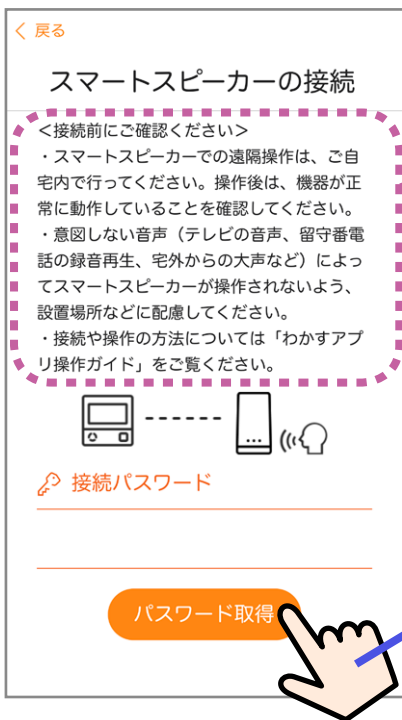 戻る
スマートスピーカーの接続
＜接続前にご確認ください＞
・スマートスピーカーでの遠隔操作は、ご自
宅内で行ってください。操作後は、機器が正
常に動作していることを確認してください。
・意図しない音声（テレビの音声、留守番電
話の録音再生、宅外からの大声など）によっ
てスマートスピーカーが操作されないよう、
設置場所などに配慮してください。
・接続や操作の方法については「わかすアプ
リ操作ガイド」をご覧ください。
接続パスワード
パスワード取得